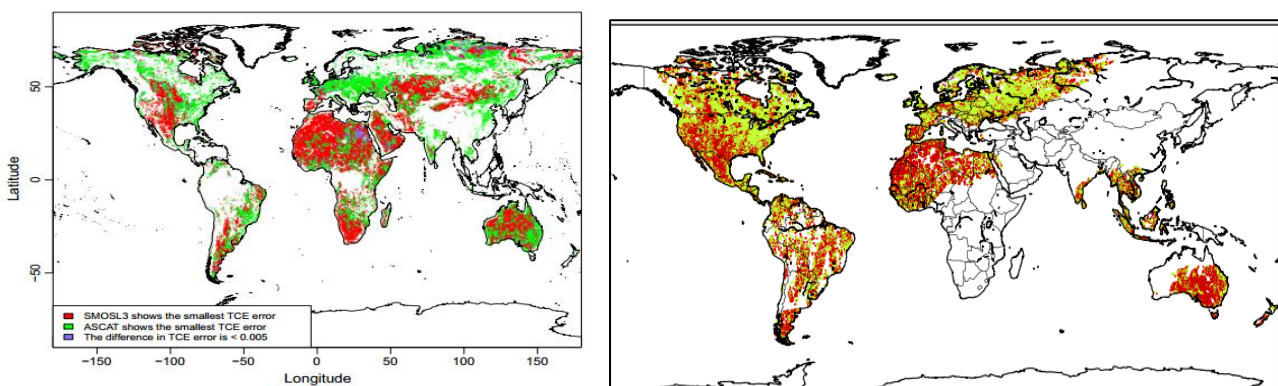 Latitude
50
0
−50
SMOSL3 shows the smallest TCE error
ASCAT shows the smallest TCE error
The difference in TCE error is < 0.005
−150 −100 −50 0 50 100 150
Longitude